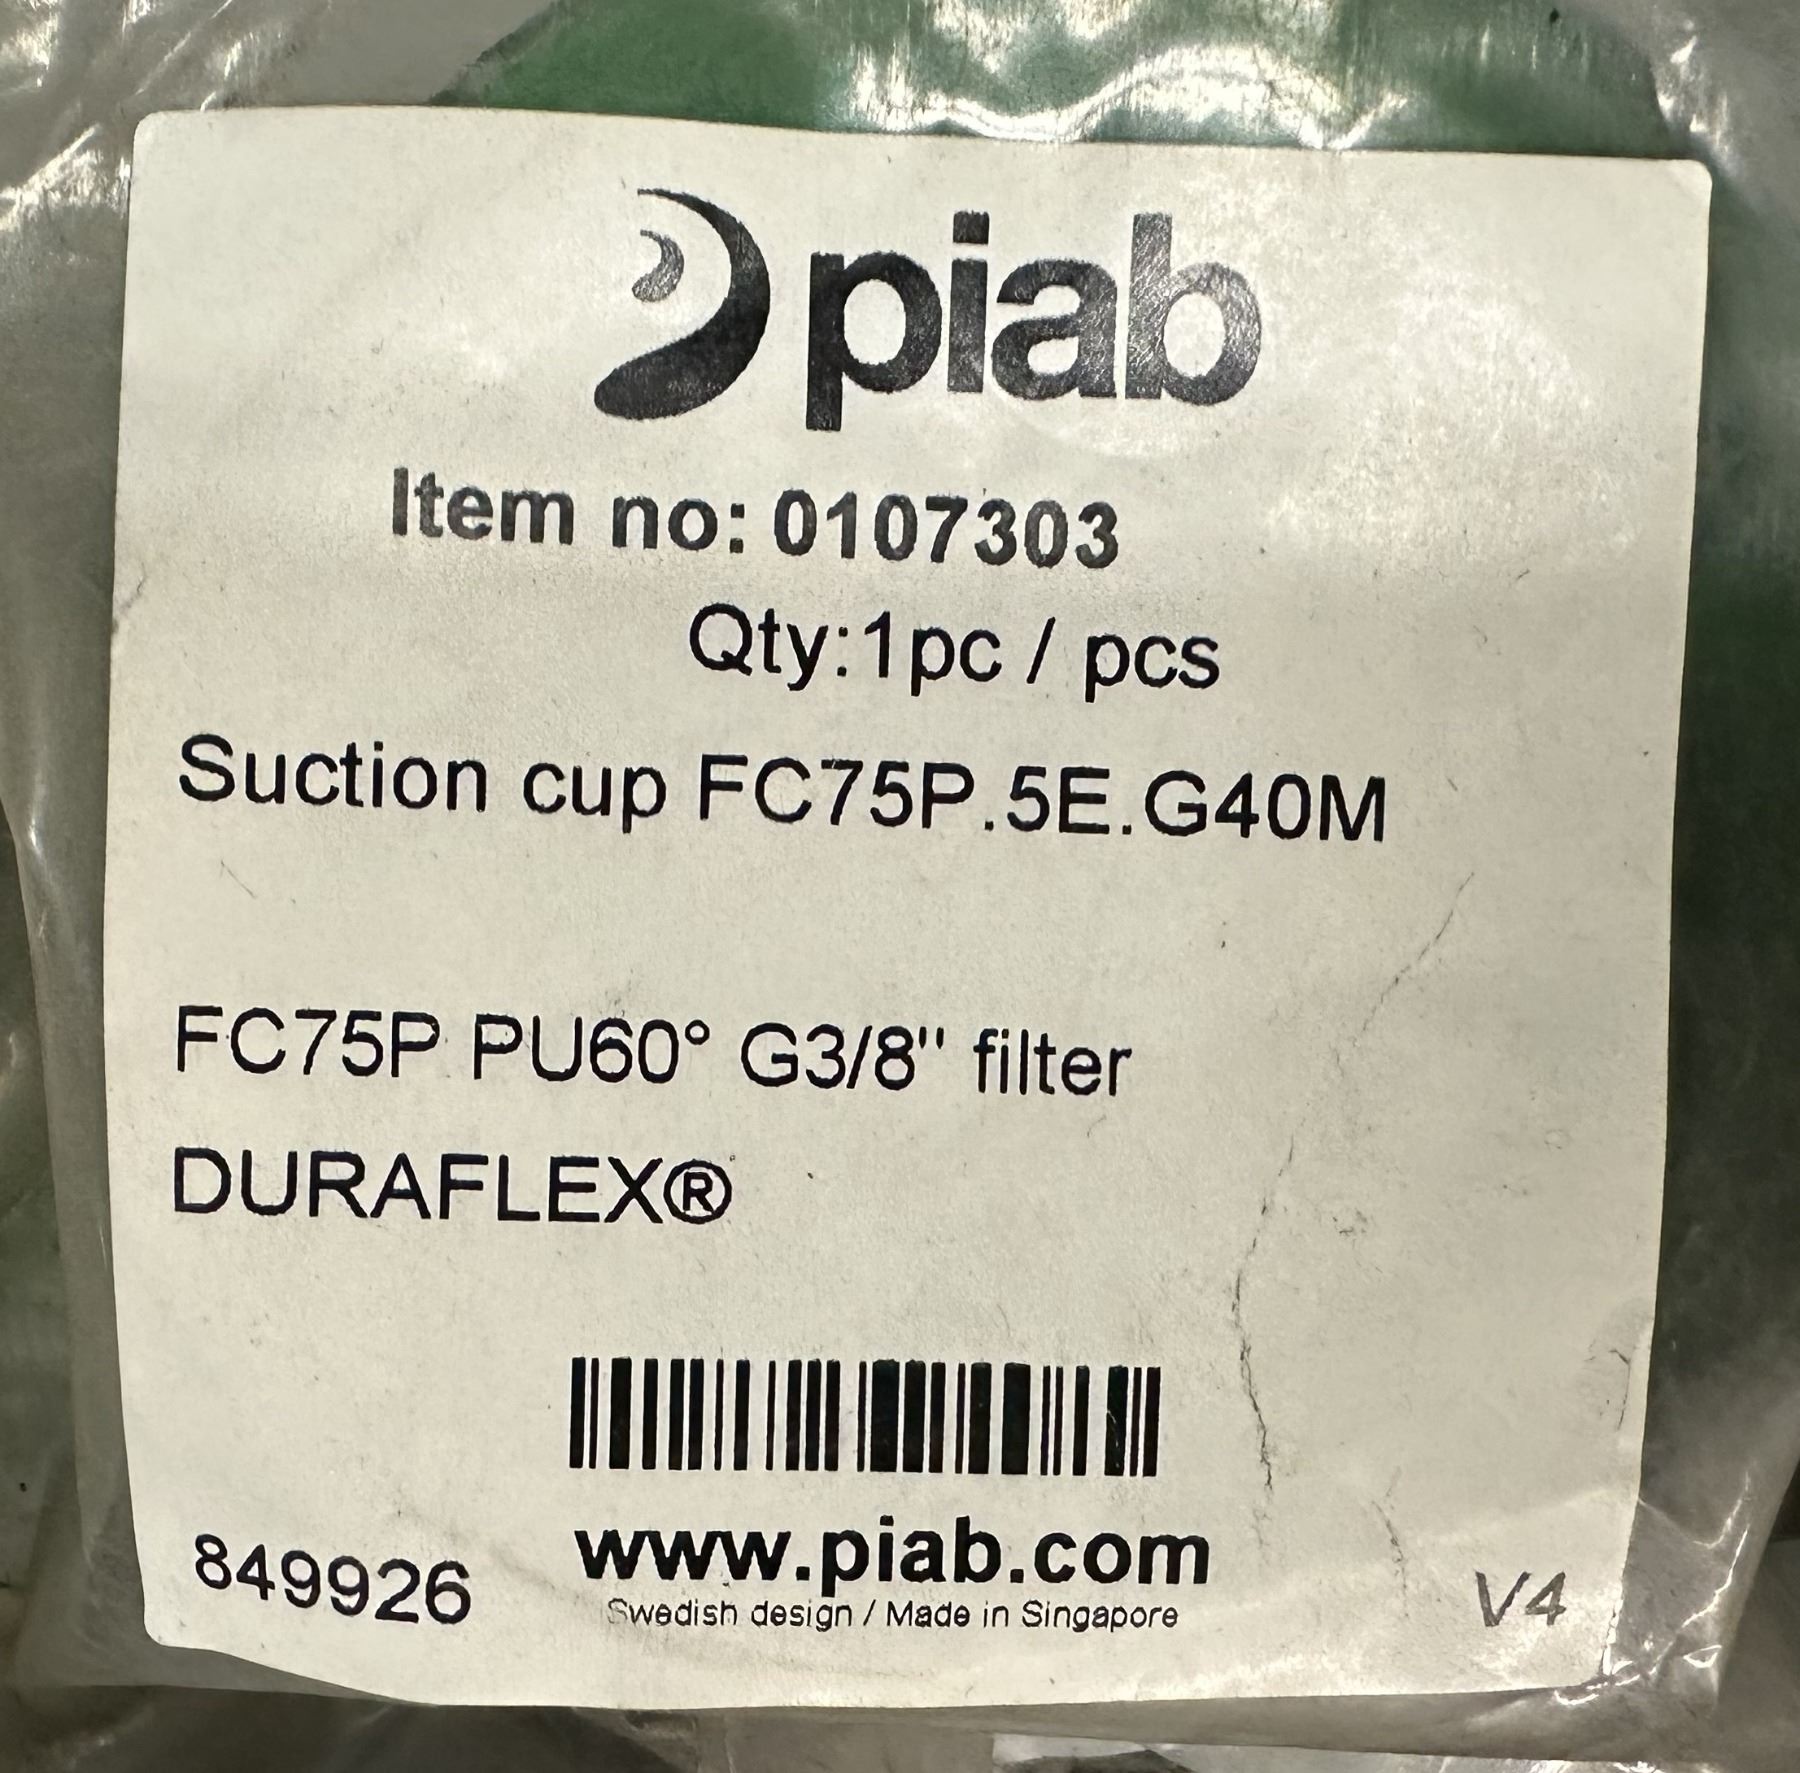 piab
Item no: 0107303
Qty:1pc / pcs
Suction cup FC75P.5E.G40M
FC75P PU60° G3/8" filter
DURAFLEX®
849926
www.piab.com
Swedish design / Made in Singapore
V4